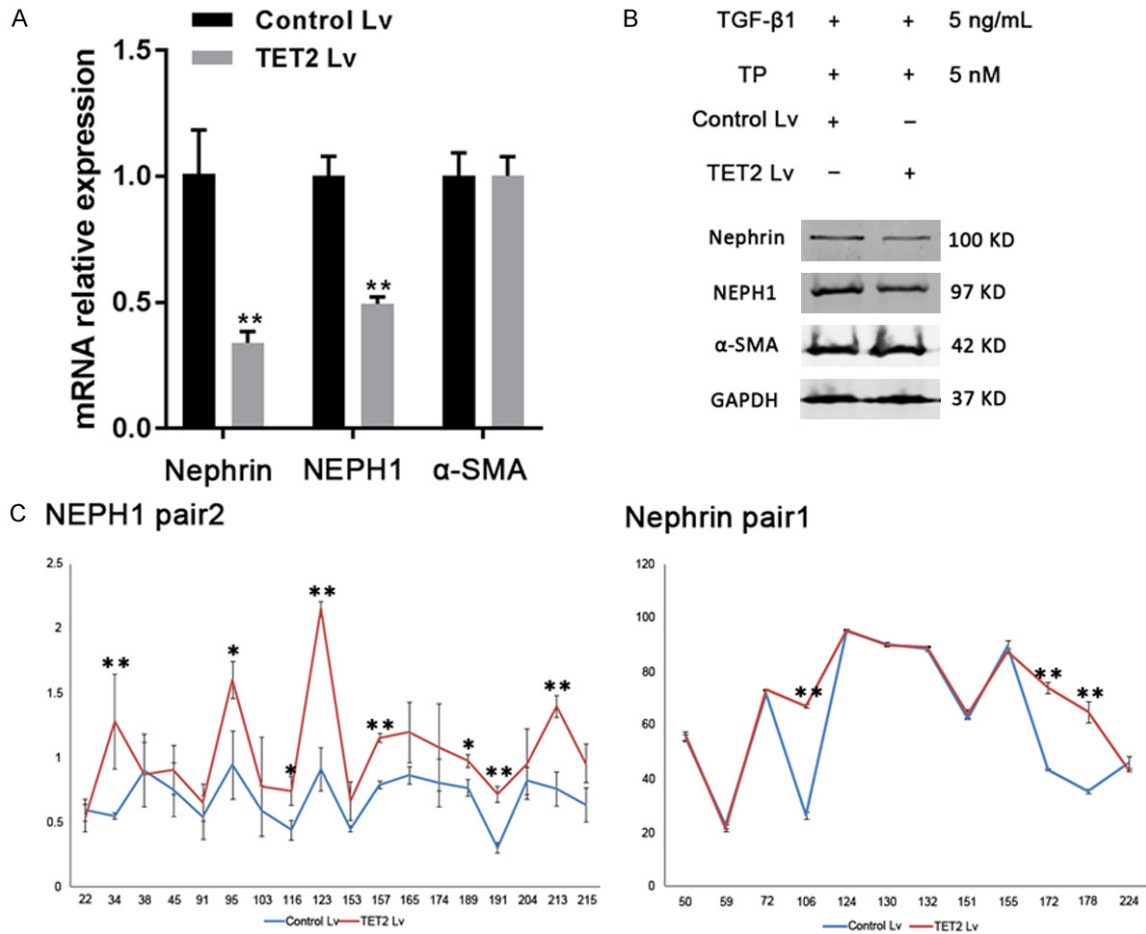 A
Control Lv
TET2 Lv
mRNA relative expression
1.5
1.0
0.5
0.0
**
**
Nephrin NEPH1 α-SMA
B
TGF-β1 + + 5 ng/mL
TP + + 5 nM
Control Lv + –
TET2 Lv – +
Nephrin 100 KD
NEPH1 97 KD
α-SMA 42 KD
GAPDH 37 KD
C NEPH1 pair2
2.5
2
1.5
1
0.5
0
** * * ** ** * ** **
22 34 38 45 91 95 103 116 123 153 157 165 174 189 191 204 213 215
Control Lv TET2 Lv
Nephrin pair1
120
100
80
60
40
20
0
** ** **
50 59 72 106 124 130 132 151 155 172 178 224
Control Lv TET2 Lv